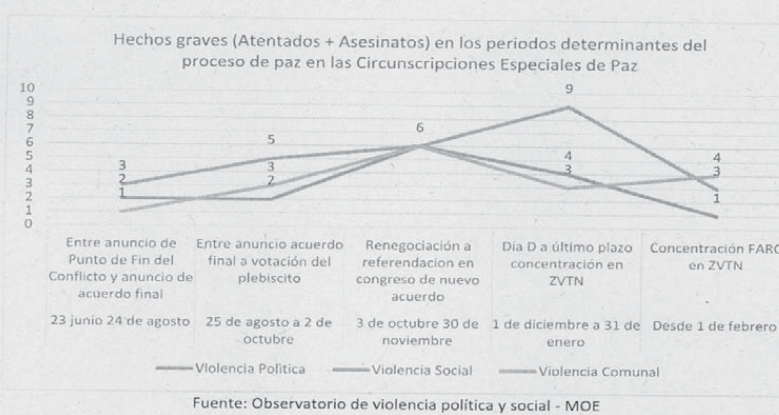 Hechos graves (Atentados + Asesinatos) en los periodos determinantes del
proceso de paz en las Circunscripciones Especiales de Paz
10
9
8
7
6
5
4
3
2
1
0
3
2
1
5
3
2
6
9
4
3
4
3
1
Entre anuncio de
Punto de Fin del
Conflicto y anuncio de
acuerdo final
23 junio 24 de agosto
Entre anuncio acuerdo
final a votación del
plebiscito
25 de agosto a 2 de
octubre
Renegociación a
referendacion en
congreso de nuevo
acuerdo
3 de octubre 30 de
noviembre
Día D a último plazo
concentración en
ZVTN
1 de diciembre a 31 de
enero
Concentración FARC
en ZVTN
Desde 1 de febrero
Violencia Política
Violencia Social
Violencia Comunal
Fuente: Observatorio de violencia política y social - MOE